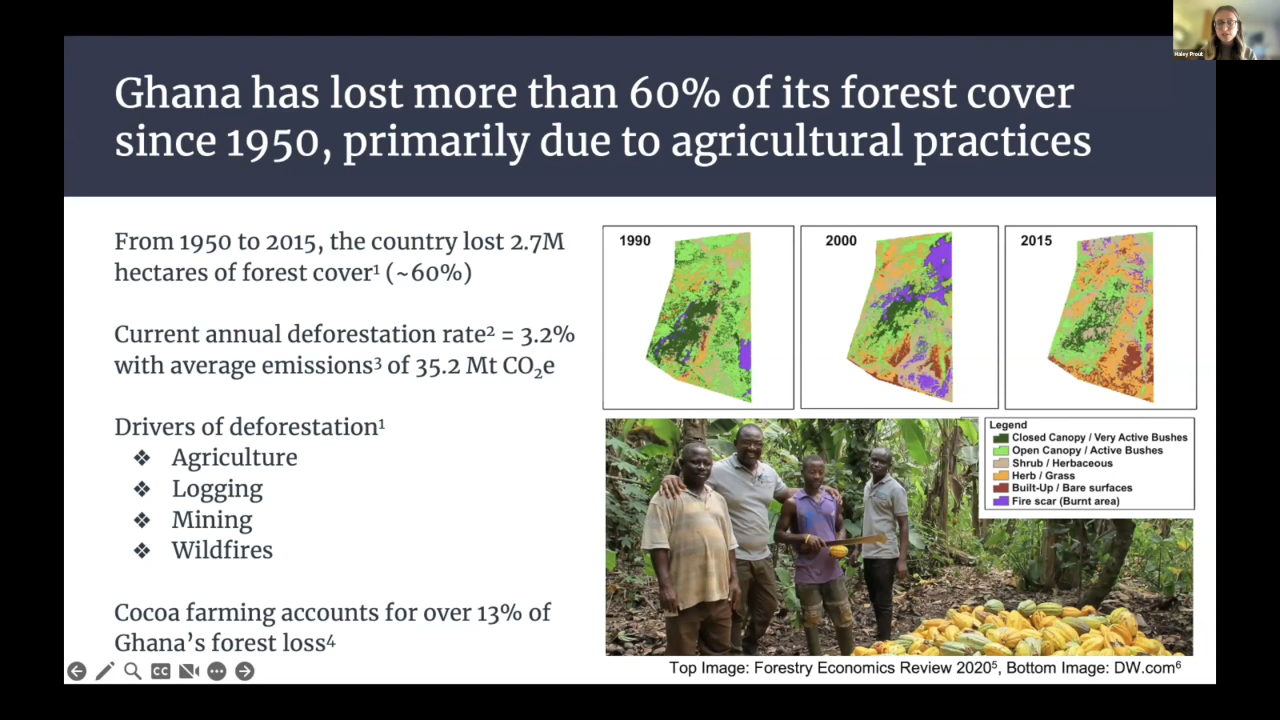 Haley Prout
Ghana has lost more than 60% of its forest cover
since 1950, primarily due to agricultural practices
From 1950 to 2015, the country lost 2.7M
hectares of forest cover¹ (~60%)
Current annual deforestation rate² = 3.2%
with average emissions³ of 35.2 Mt CO₂e
Drivers of deforestation¹
❖ Agriculture
❖ Logging
❖ Mining
❖ Wildfires
Cocoa farming accounts for over 13% of
Ghana’s forest loss⁴
1990
2000
2015
Legend
Closed Canopy / Very Active Bushes
Open Canopy / Active Bushes
Shrub / Herbaceous
Herb / Grass
Built-Up / Bare surfaces
Fire scar (Burnt area)
Top Image: Forestry Economics Review 2020⁵, Bottom Image: DW.com⁶
CC